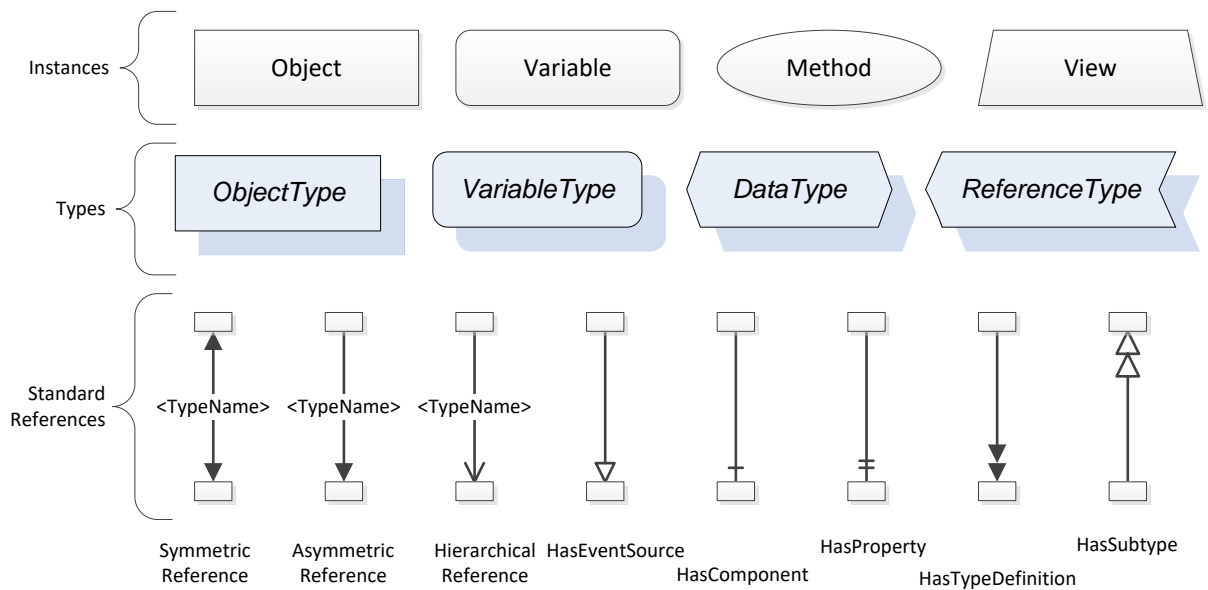 Instances
Object
Variable
Method
View
Types
ObjectType
VariableType
DataType
ReferenceType
Standard
References
<TypeName>
<TypeName>
<TypeName>
Symmetric
Reference
Asymmetric
Reference
Hierarchical
Reference
HasEventSource
HasComponent
HasProperty
HasTypeDefinition
HasSubtype